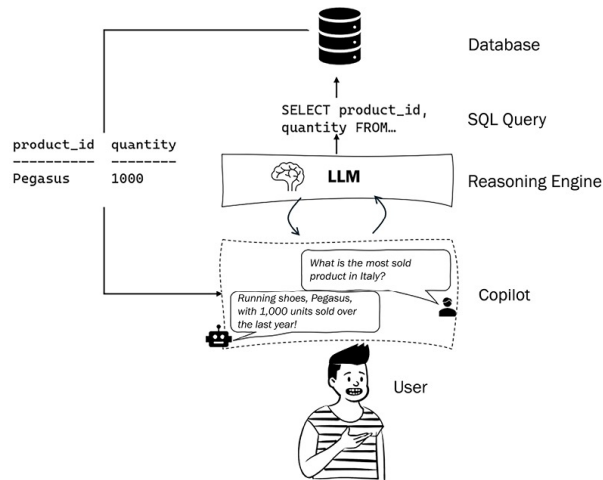 Database
SELECT product_id,
quantity FROM…
SQL Query
product_id quantity
---------- --------
Pegasus 1000
LLM
Reasoning Engine
What is the most sold
product in Italy?
Copilot
Running shoes, Pegasus,
with 1,000 units sold over
the last year!
User